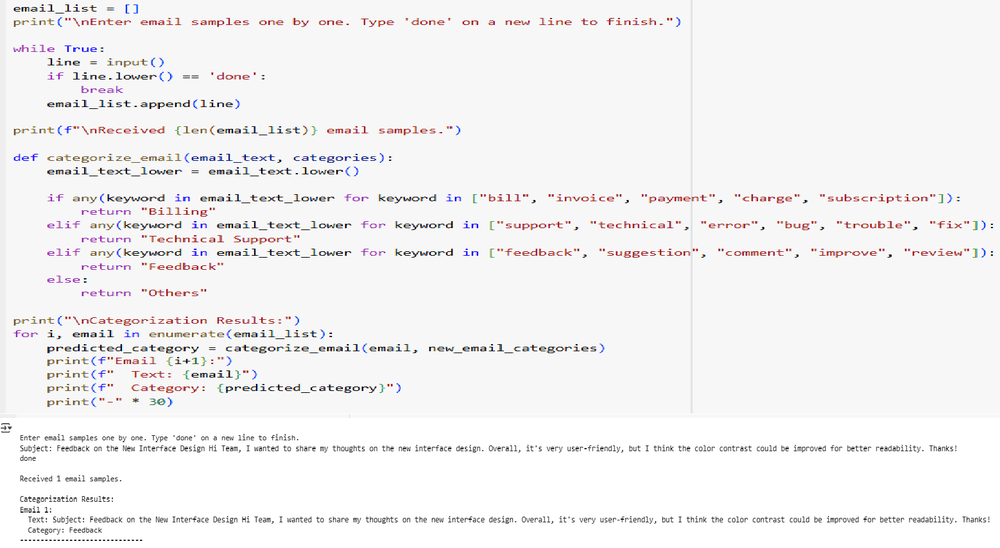 email_list = []
print("\nEnter email samples one by one. Type 'done' on a new line to finish.")
while True:
    line = input()
    if line.lower() == 'done':
        break
    email_list.append(line)
print(f"\nReceived {len(email_list)} email samples.")
def categorize_email(email_text, categories):
    email_text_lower = email_text.lower()
    if any(keyword in email_text_lower for keyword in ["bill", "invoice", "payment", "charge", "subscription"]):
        return "Billing"
    elif any(keyword in email_text_lower for keyword in ["support", "technical", "error", "bug", "trouble", "fix"]):
        return "Technical Support"
    elif any(keyword in email_text_lower for keyword in ["feedback", "suggestion", "comment", "improve", "review"]):
        return "Feedback"
    else:
        return "Others"
print("\nCategorization Results:")
for i, email in enumerate(email_list):
    predicted_category = categorize_email(email, new_email_categories)
    print(f"Email {i+1}:")
    print(f"  Text: {email}")
    print(f"  Category: {predicted_category}")
    print("-" * 30)
Enter email samples one by one. Type 'done' on a new line to finish.
Subject: Feedback on the New Interface Design Hi Team, I wanted to share my thoughts on the new interface design. Overall, it's very user-friendly, but I think the color contrast could be improved for better readability. Thanks!
done
Received 1 email samples.
Categorization Results:
Email 1:
  Text: Subject: Feedback on the New Interface Design Hi Team, I wanted to share my thoughts on the new interface design. Overall, it's very user-friendly, but I think the color contrast could be improved for better readability. Thanks!
  Category: Feedback
------------------------------